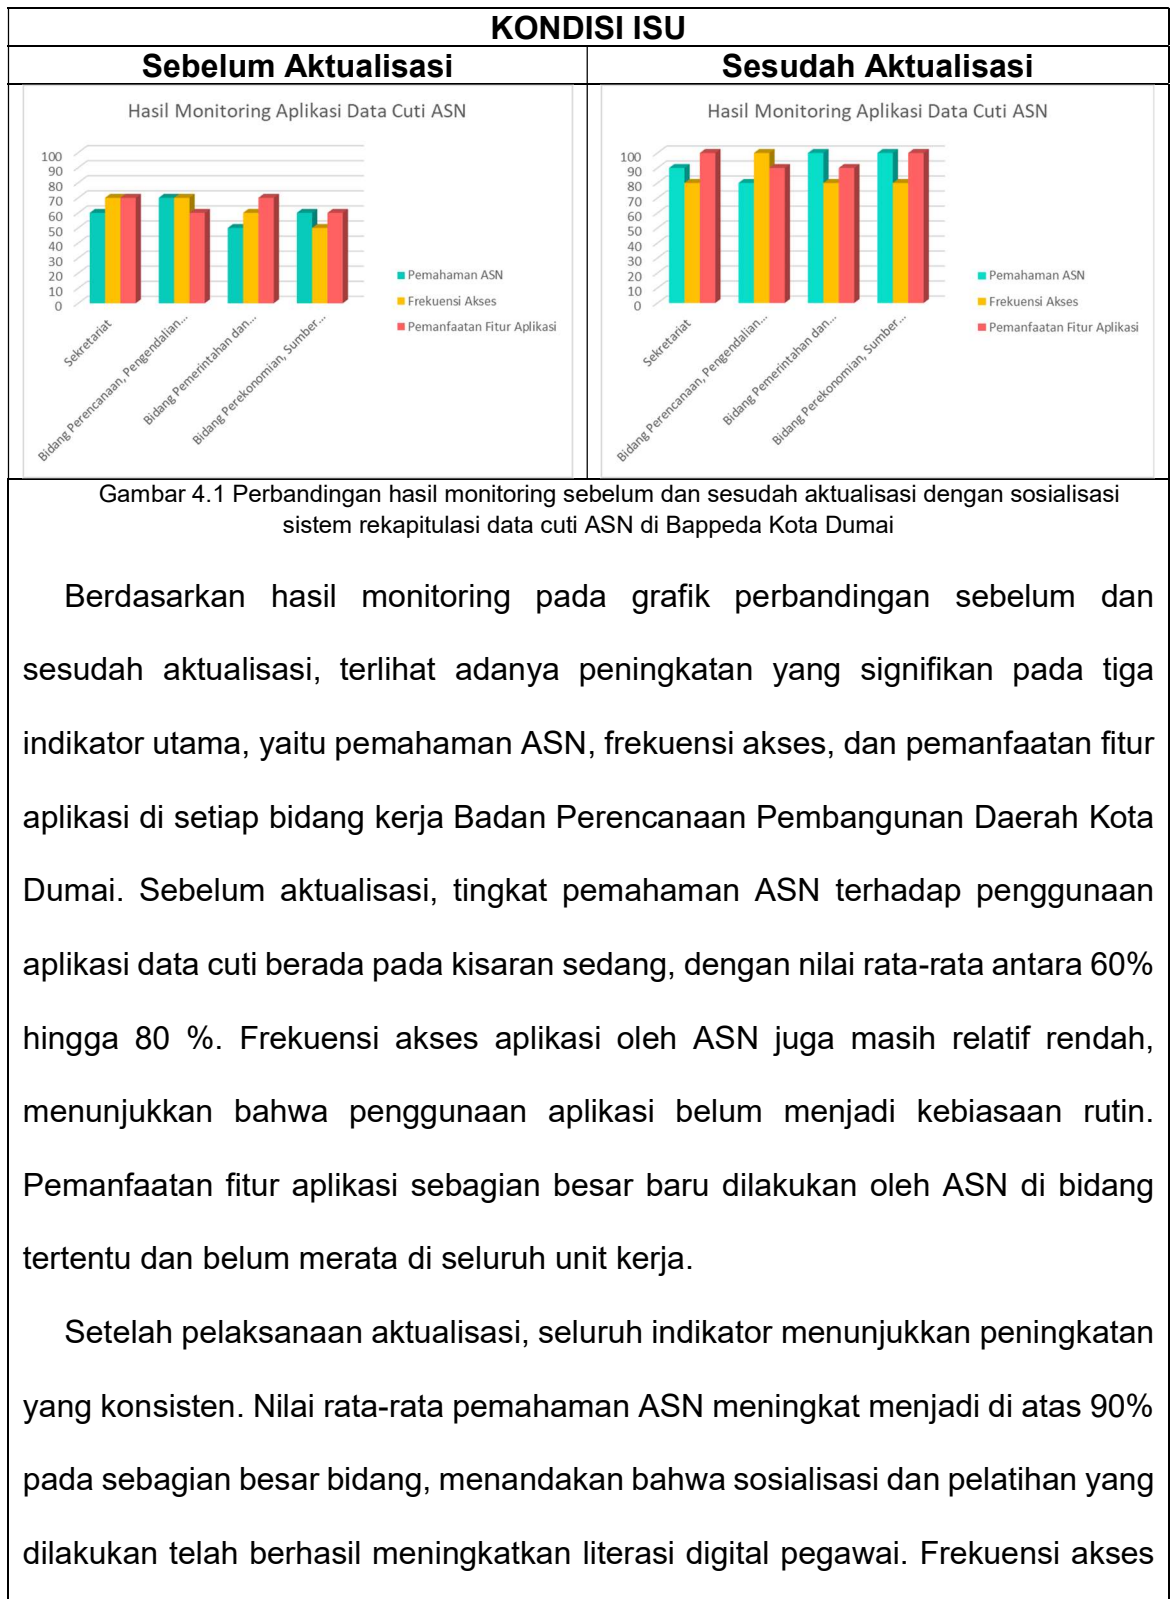 KONDISI ISU
Sebelum Aktualisasi
Sesudah Aktualisasi
Hasil Monitoring Aplikasi Data Cuti ASN
100
90
80
70
60
50
40
30
20
10
0
Sekretariat
Bidang Perencanaan, Pengendalian...
Bidang Pemerintahan dan...
Bidang Perekonomian, Sumber...
Pemahaman ASN
Frekuensi Akses
Pemanfaatan Fitur Aplikasi
Hasil Monitoring Aplikasi Data Cuti ASN
100
90
80
70
60
50
40
30
20
10
0
Sekretariat
Bidang Perencanaan, Pengendalian...
Bidang Pemerintahan dan...
Bidang Perekonomian, Sumber...
Pemahaman ASN
Frekuensi Akses
Pemanfaatan Fitur Aplikasi
Gambar 4.1 Perbandingan hasil monitoring sebelum dan sesudah aktualisasi dengan sosialisasi
sistem rekapitulasi data cuti ASN di Bappeda Kota Dumai
Berdasarkan hasil monitoring pada grafik perbandingan sebelum dan
sesudah aktualisasi, terlihat adanya peningkatan yang signifikan pada tiga
indikator utama, yaitu pemahaman ASN, frekuensi akses, dan pemanfaatan fitur
aplikasi di setiap bidang kerja Badan Perencanaan Pembangunan Daerah Kota
Dumai. Sebelum aktualisasi, tingkat pemahaman ASN terhadap penggunaan
aplikasi data cuti berada pada kisaran sedang, dengan nilai rata-rata antara 60%
hingga 80 %. Frekuensi akses aplikasi oleh ASN juga masih relatif rendah,
menunjukkan bahwa penggunaan aplikasi belum menjadi kebiasaan rutin.
Pemanfaatan fitur aplikasi sebagian besar baru dilakukan oleh ASN di bidang
tertentu dan belum merata di seluruh unit kerja.
Setelah pelaksanaan aktualisasi, seluruh indikator menunjukkan peningkatan
yang konsisten. Nilai rata-rata pemahaman ASN meningkat menjadi di atas 90%
pada sebagian besar bidang, menandakan bahwa sosialisasi dan pelatihan yang
dilakukan telah berhasil meningkatkan literasi digital pegawai. Frekuensi akses